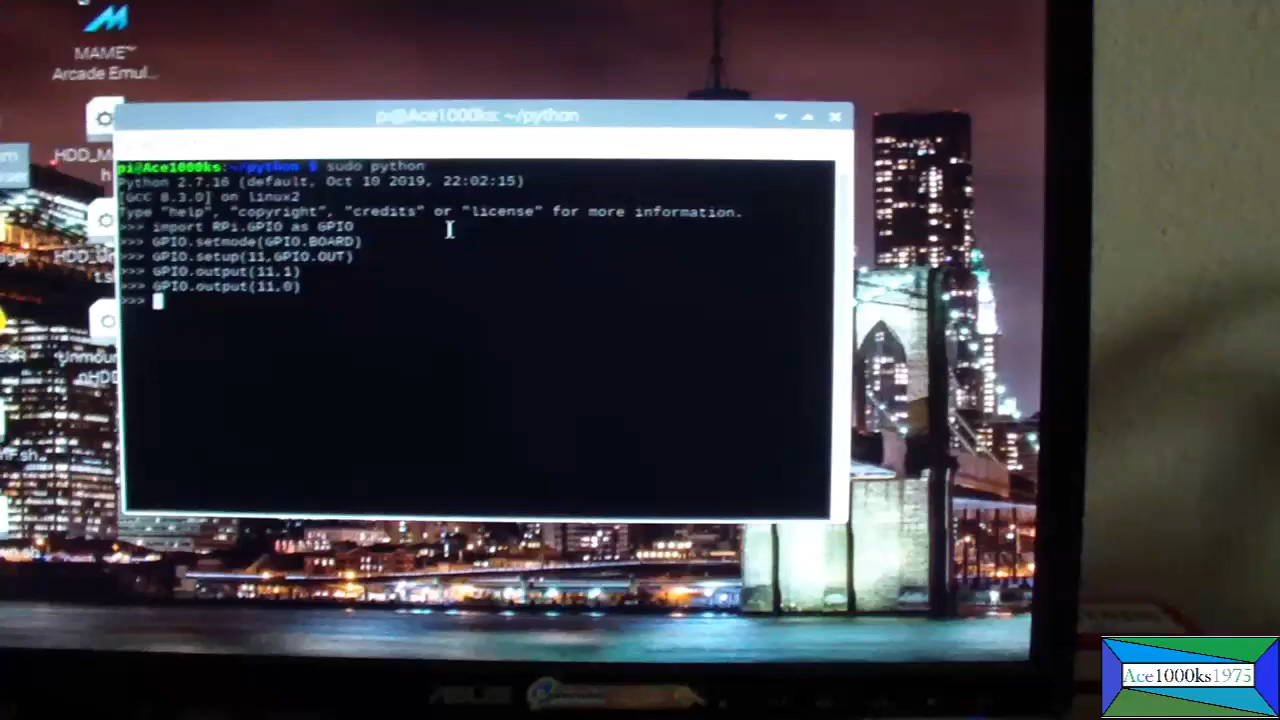 MAME™
Arcade Emul...
pi@Ace1000ks: ~/python
HDD_M
h
pi@Ace1000ks:~/python $ sudo python
Python 2.7.16 (default, Oct 10 2019, 22:02:15)
[GCC 8.3.0] on linux2
Type "help", "copyright", "credits" or "license" for more information.
>>> import RPi.GPIO as GPIO
>>> GPIO.setmode(GPIO.BOARD)
>>> GPIO.setup(11,GPIO.OUT)
>>> GPIO.output(11,1)
>>> GPIO.output(11,0)
>>>
Ace1000ks1975